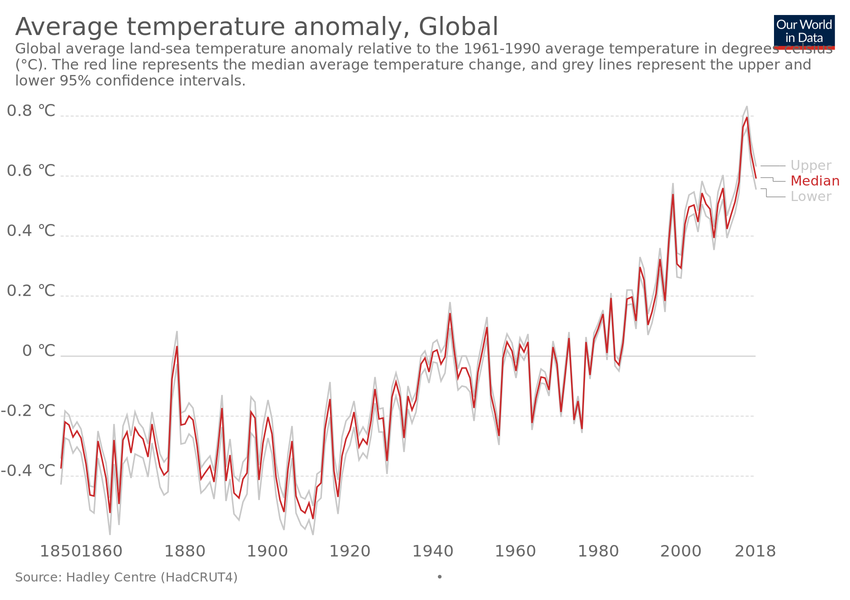 Average temperature anomaly, Global
Our World
in Data
Global average land-sea temperature anomaly relative to the 1961-1990 average temperature in degrees celsius
(°C). The red line represents the median average temperature change, and grey lines represent the upper and
lower 95% confidence intervals.
0.8 °C
0.6 °C
0.4 °C
0.2 °C
0 °C
-0.2 °C
-0.4 °C
Upper
Median
Lower
1850 1860 1880 1900 1920 1940 1960 1980 2000 2018
Source: Hadley Centre (HadCRUT4)
•